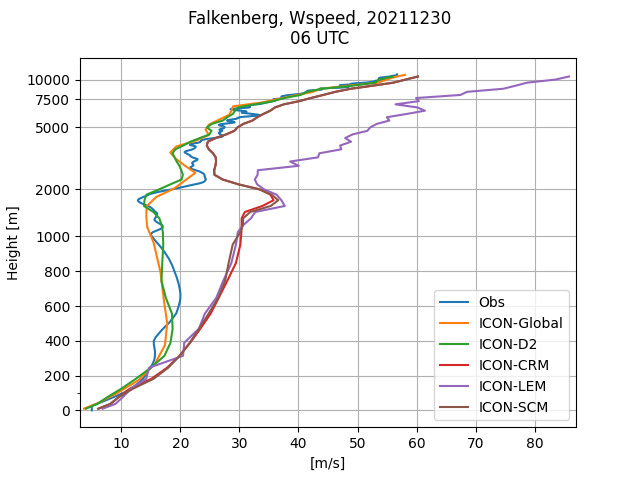 Falkenberg, Wspeed, 20211230
06 UTC
Height [m]
10000
7500
5000
2000
1000
800
600
400
200
0
10 20 30 40 50 60 70 80
[m/s]
Obs
ICON-Global
ICON-D2
ICON-CRM
ICON-LEM
ICON-SCM